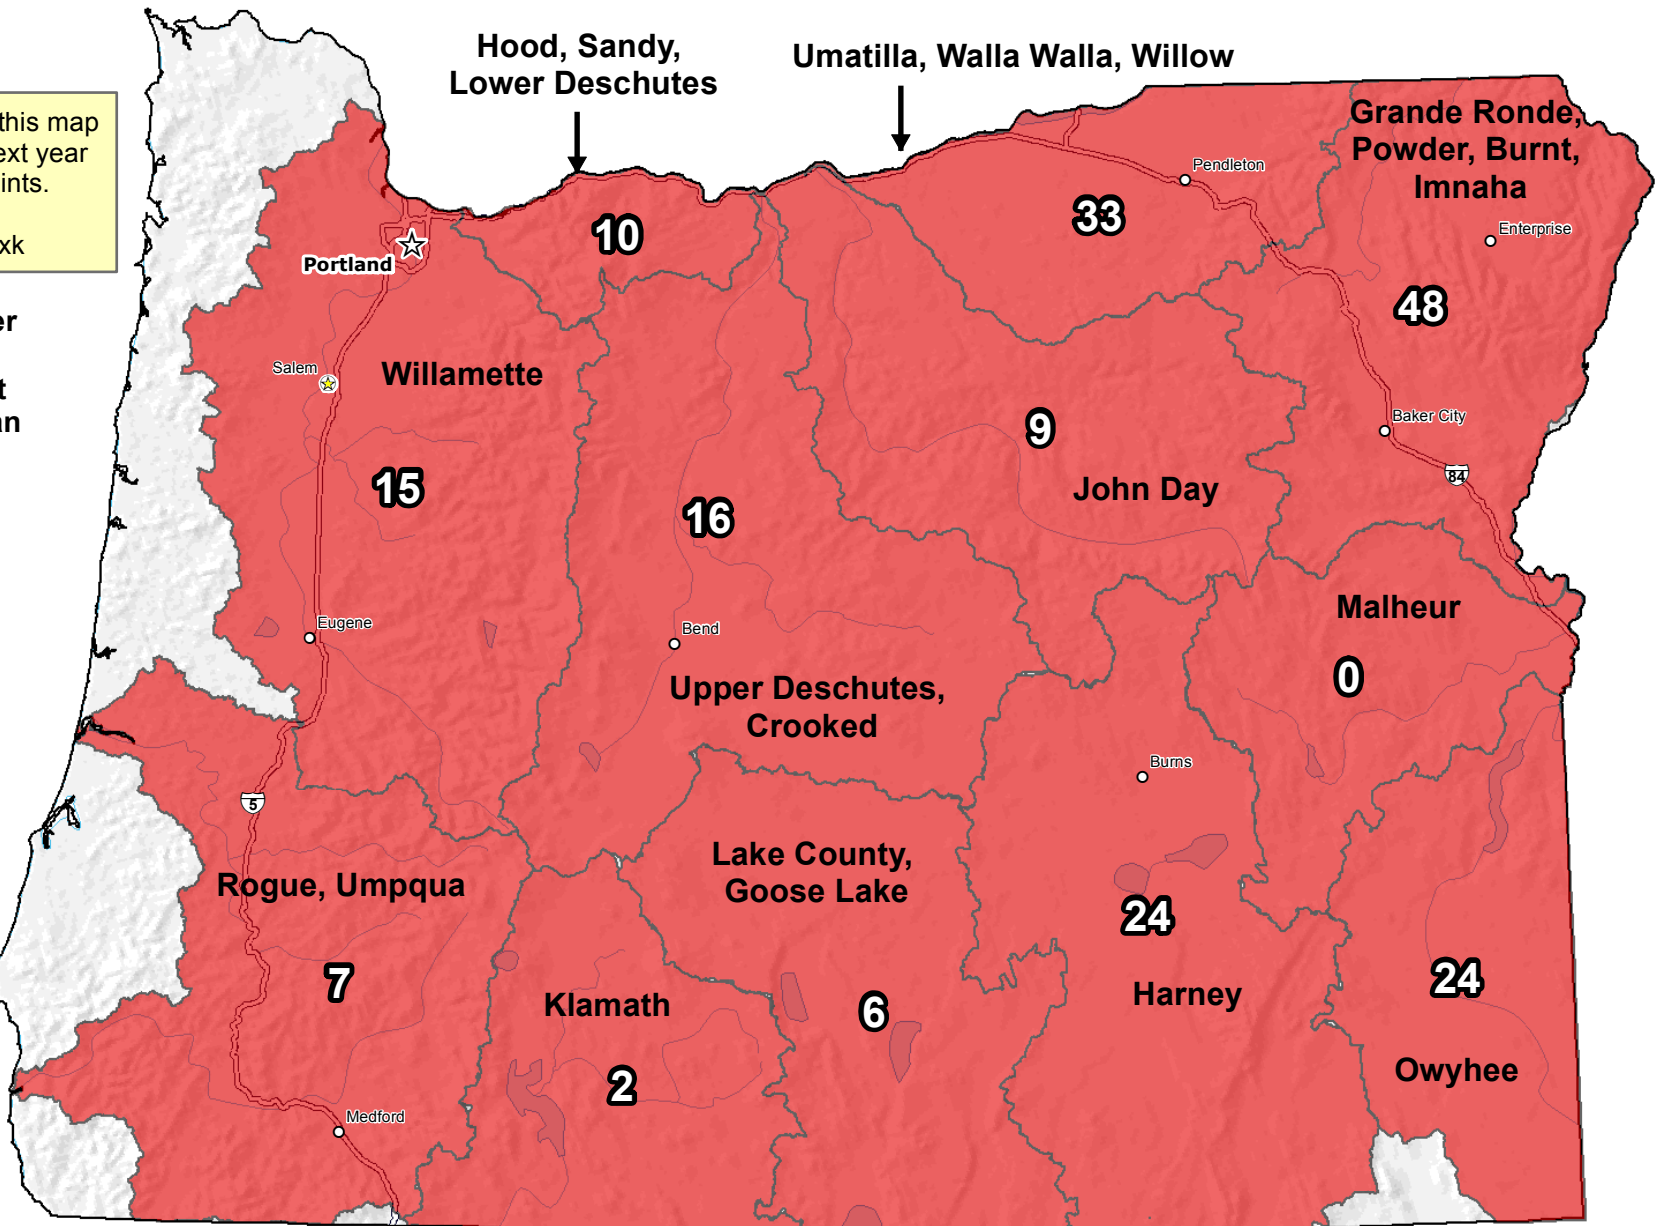 Hood, Sandy,
Lower Deschutes
Umatilla, Walla Walla, Willow
this map
ext year
ints.
xk
er
t
an
Grande Ronde,
Powder, Burnt,
Imnaha
Pendleton
Enterprise
10
33
48
Portland
Salem
Willamette
15
16
9
John Day
Baker City
84
Malheur
0
Eugene
Bend
Upper Deschutes,
Crooked
Burns
5
Lake County,
Goose Lake
Rogue, Umpqua
7
24
Harney
24
Owyhee
Klamath
2
6
Medford